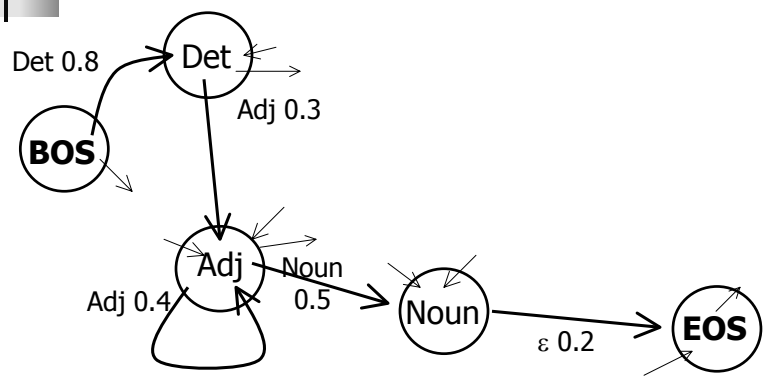 Det 0.8
Det
Adj 0.3
BOS
Adj
Noun
0.5
Adj 0.4
Noun
ε 0.2
EOS